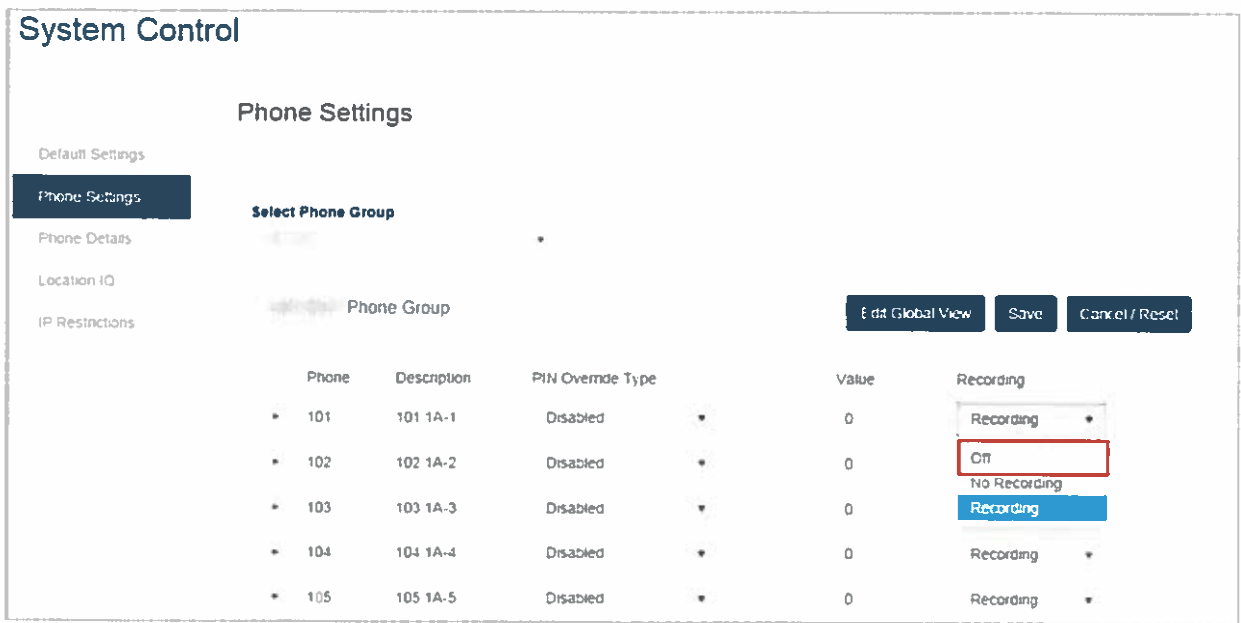 System Control
Phone Settings
Default Settings
Phone Settings
Select Phone Group
Phone Details
Location IQ
Phone Group
Edit Global View Save Cancel / Reset
IP Restrictions
Phone Description PIN Override Type Value Recording
101 101 1A-1 Disabled 0 Recording
Off
102 102 1A-2 Disabled 0
No Recording
103 103 1A-3 Disabled 0 Recording
104 104 1A-4 Disabled 0 Recording
105 105 1A-5 Disabled 0 Recording